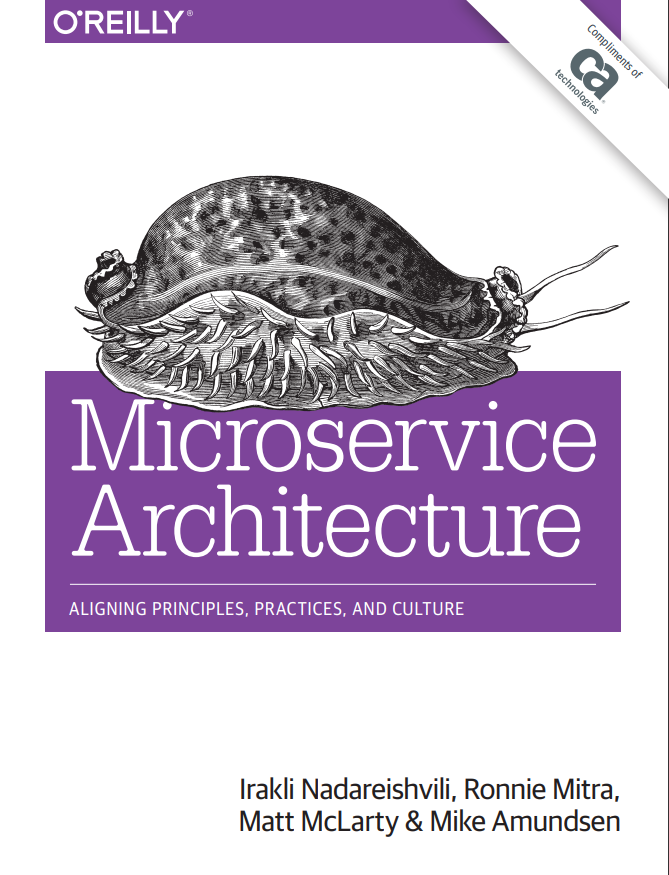 O'REILLY®
Compliments of
ca
technologies
Microservice
Architecture
ALIGNING PRINCIPLES, PRACTICES, AND CULTURE
Irakli Nadareishvili, Ronnie Mitra,
Matt McLarty & Mike Amundsen